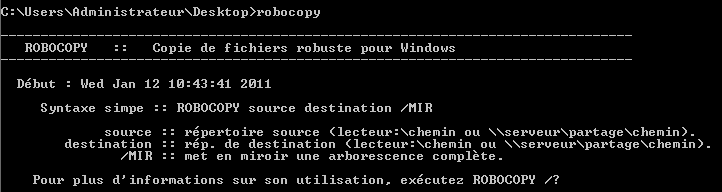 C:\Users\Administrateur\Desktop>robocopy
-------------------------------------------------------------------------------
ROBOCOPY :: Copie de fichiers robuste pour Windows
-------------------------------------------------------------------------------
Début : Wed Jan 12 10:43:41 2011
Syntaxe simpe :: ROBOCOPY source destination /MIR
source :: répertoire source (lecteur:\chemin ou \\serveur\partage\chemin).
destination :: rép. de destination (lecteur:\chemin ou \\serveur\partage\chemin).
/MIR :: met en miroir une arborescence complète.
Pour plus d'informations sur son utilisation, exécutez ROBOCOPY /?